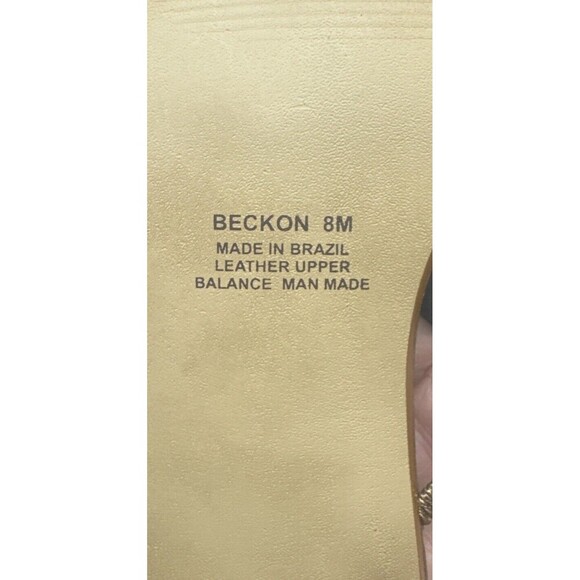 BECKON 8M
MADE IN BRAZIL
LEATHER UPPER
BALANCE MAN MADE